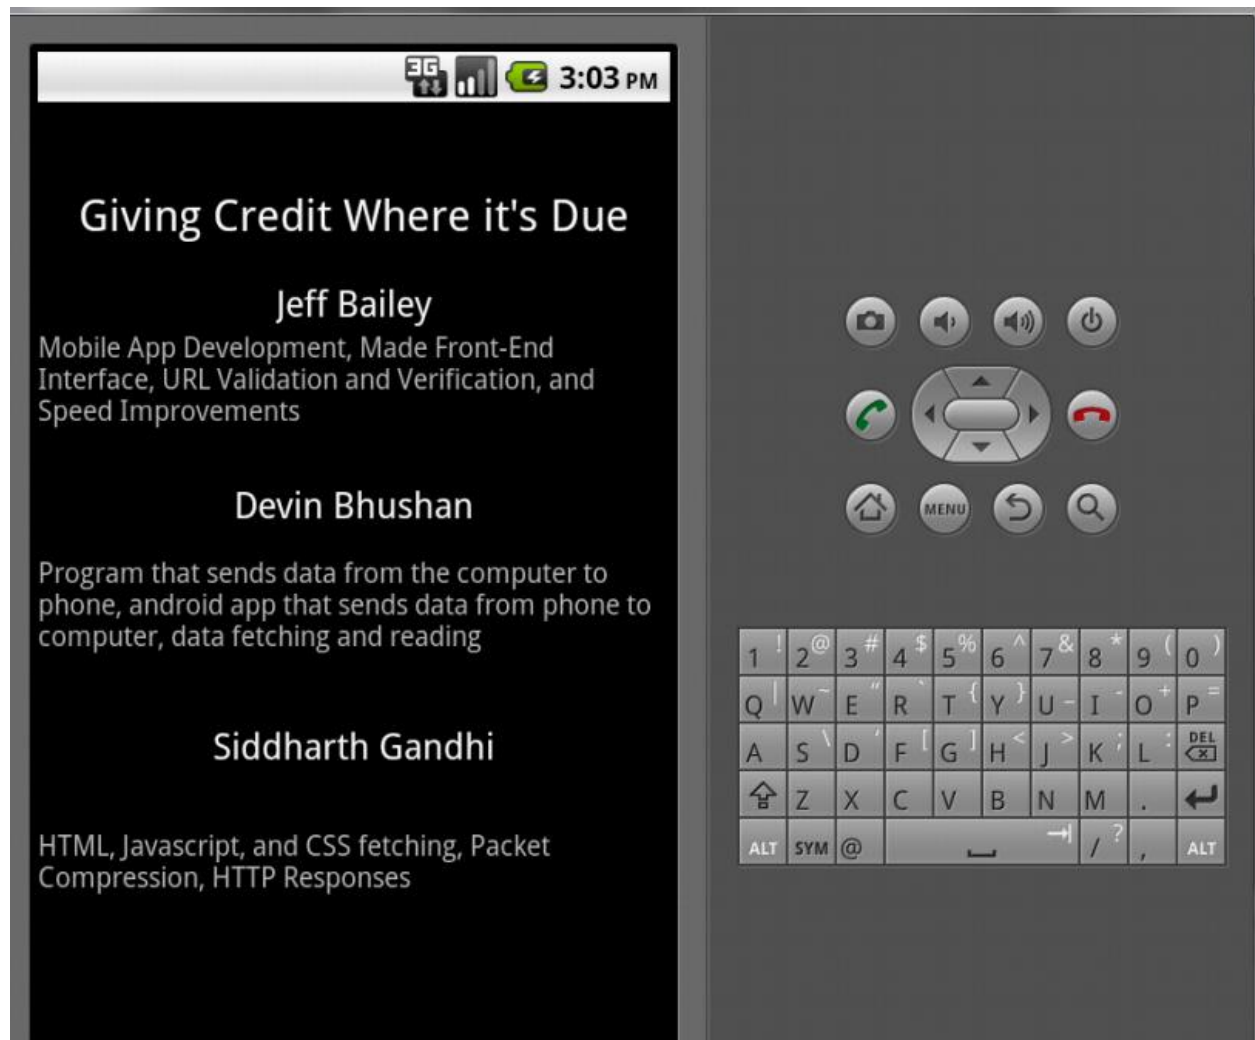 3G 3:03 PM
Giving Credit Where it's Due
Jeff Bailey
Mobile App Development, Made Front-End
Interface, URL Validation and Verification, and
Speed Improvements
Devin Bhushan
Program that sends data from the computer to
phone, android app that sends data from phone to
computer, data fetching and reading
Siddharth Gandhi
HTML, Javascript, and CSS fetching, Packet
Compression, HTTP Responses
MENU
1 ! 2 @ 3 # 4 $ 5 % 6 ^ 7 & 8 * 9 ( 0 )
Q | W ~ E " R ` T { Y } U _ I - O + P =
A S \ D ' F [ G ] H < J > K ; L : DEL
Z X C V B N M .
ALT SYM @ / ? , ALT